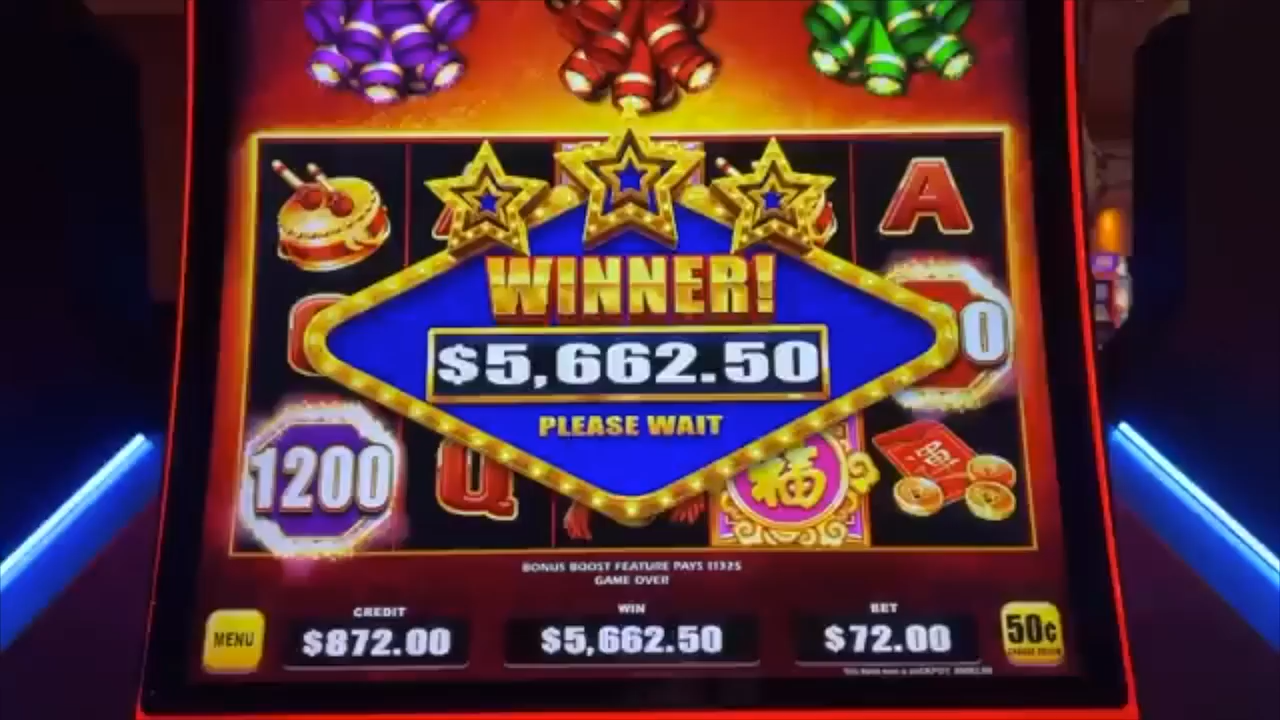 A
WINNER!
0
$5,662.50
PLEASE WAIT
1200
Q
福
BONUS BOOST FEATURE PAYS 11325
GAME OVER
CREDIT
WIN
BET
MENU
$872.00
$5,662.50
$72.00
50¢